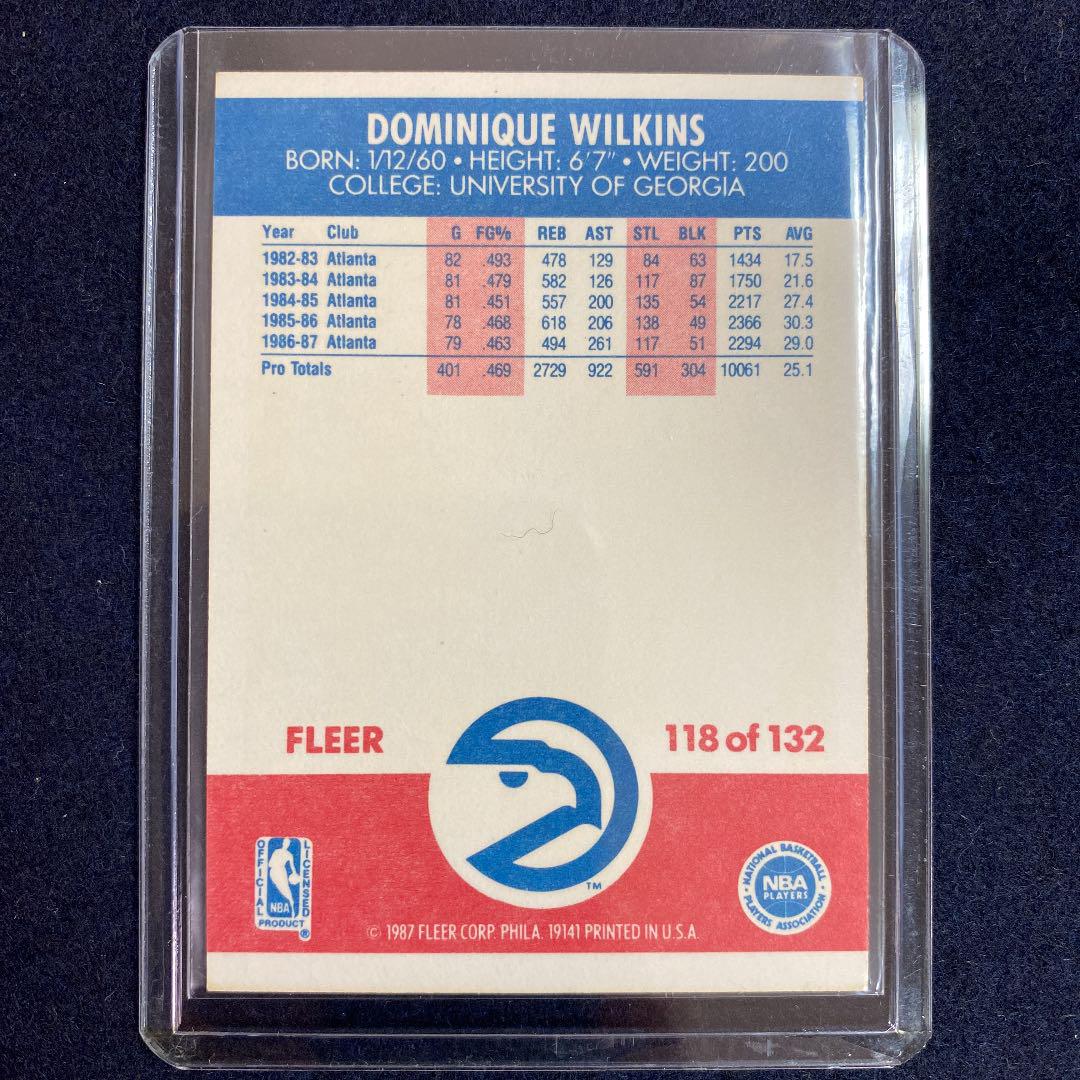 DOMINIQUE WILKINS
BORN: 1/12/60 • HEIGHT: 6'7" • WEIGHT: 200
COLLEGE: UNIVERSITY OF GEORGIA
Year Club G FG% REB AST STL BLK PTS AVG
1982-83 Atlanta 82 .493 478 129 84 63 1434 17.5
1983-84 Atlanta 81 .479 582 126 117 87 1750 21.6
1984-85 Atlanta 81 .451 557 200 135 54 2217 27.4
1985-86 Atlanta 78 .468 618 206 138 49 2366 30.3
1986-87 Atlanta 79 .463 494 261 117 51 2294 29.0
Pro Totals 401 .469 2729 922 591 304 10061 25.1
FLEER
118 of 132
TM
OFFICIAL
LICENSED
NBA
PRODUCT
®
NATIONAL BASKETBALL
NBA
PLAYERS
PLAYERS ASSOCIATION
© 1987 FLEER CORP. PHILA. 19141 PRINTED IN U.S.A.